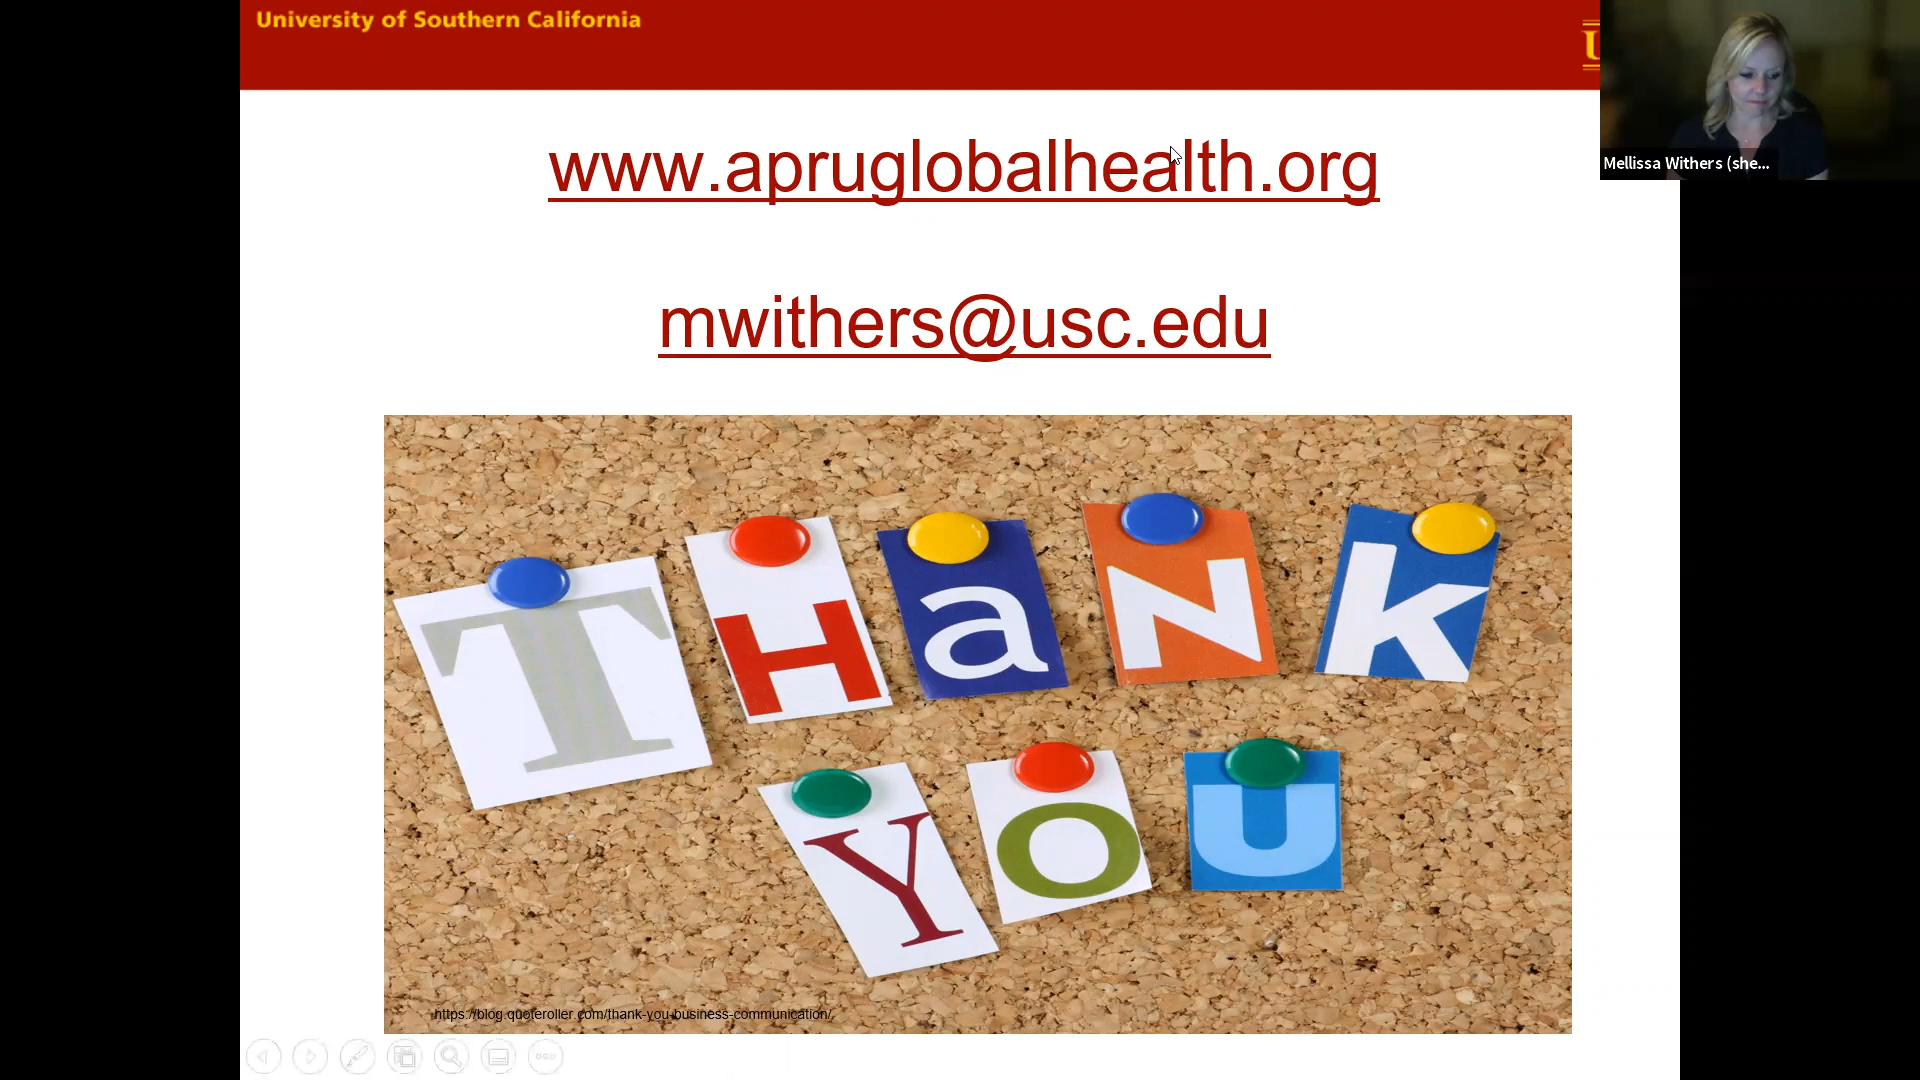 University of Southern California
www.apruglobalhealth.org
mwithers@usc.edu
THaNk
YOU
https://blog.quoteroller.com/thank-you-business-communication/
Mellissa Withers (she...